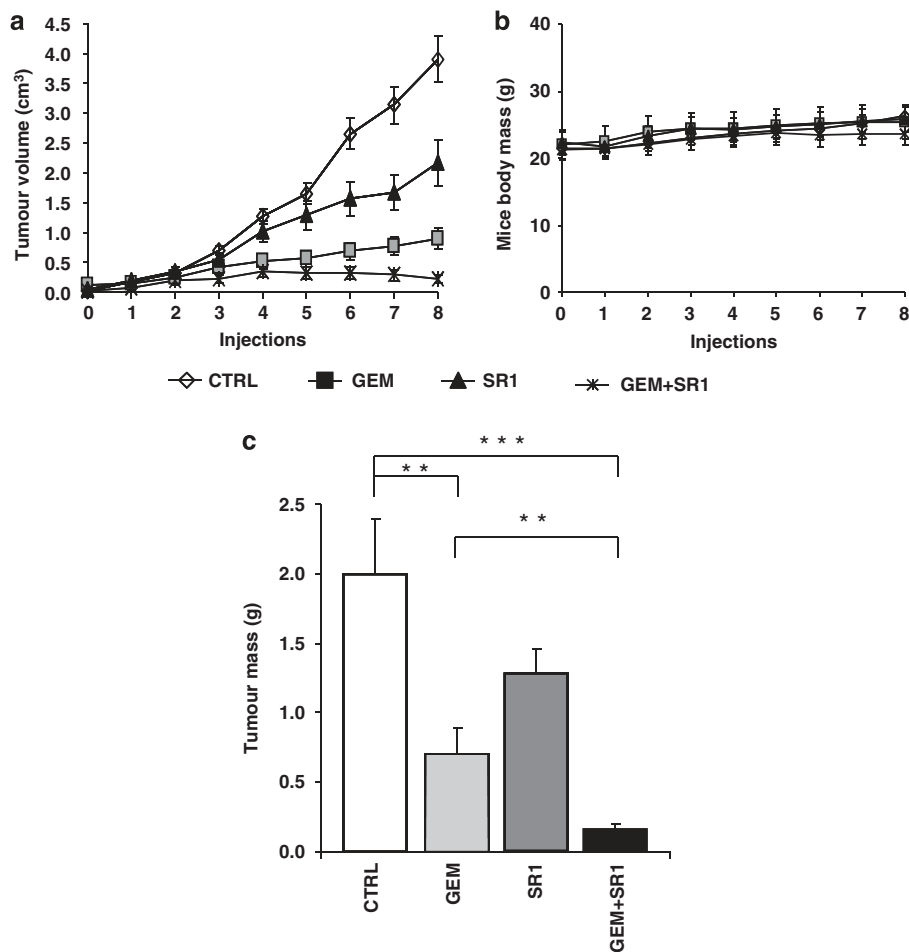 a
4.5
4.0
3.5
3.0
2.5
2.0
1.5
1.0
0.5
0.0
Tumour volume (cm³)
0 1 2 3 4 5 6 7 8
Injections
b
40
30
20
10
0
Mice body mass (g)
0 1 2 3 4 5 6 7 8
Injections
CTRL GEM SR1 GEM+SR1
c
* * *
* *
* *
2.5
2.0
1.5
1.0
0.5
0.0
Tumour mass (g)
CTRL
GEM
SR1
GEM+SR1